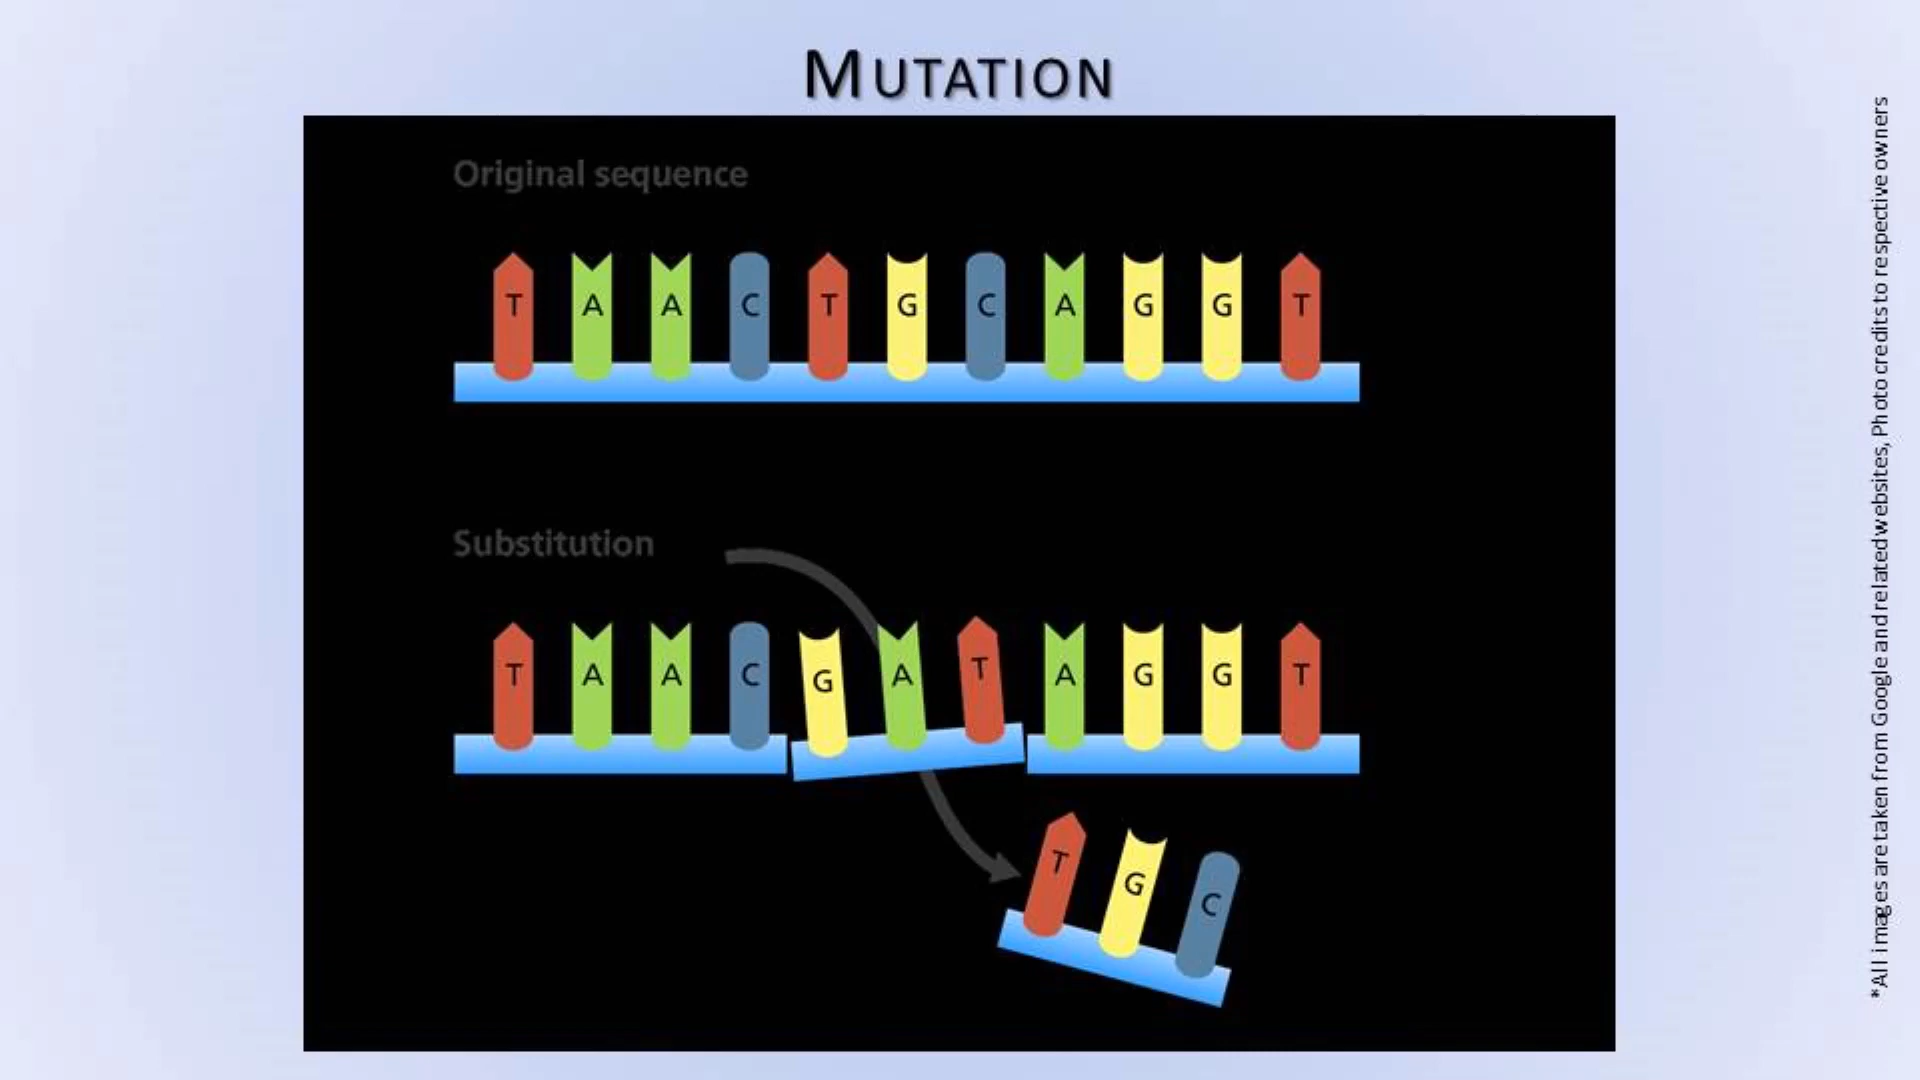 MUTATION
Original sequence
T A A C T G C A G G T
Substitution
T A A C G A T A G G T
T G C
*All images are taken from Google and related websites, Photo credits to respective owners